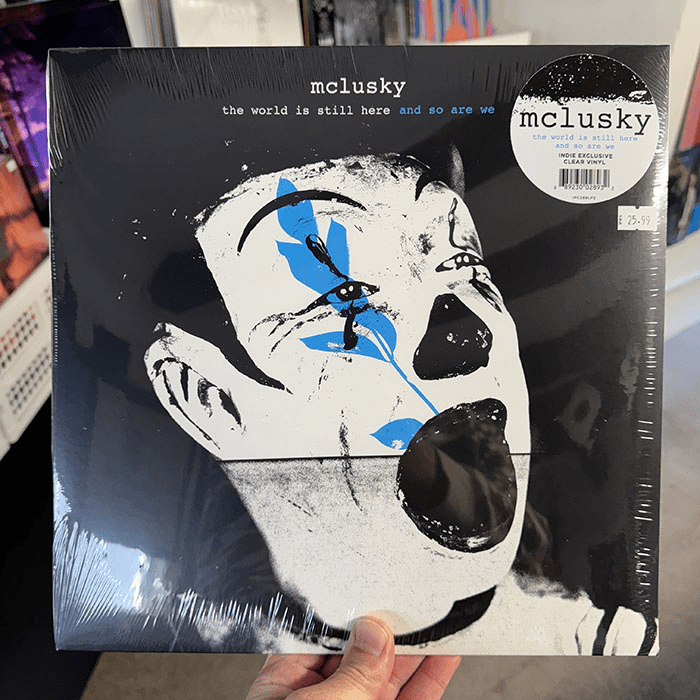 mclusky
the world is still here and so are we
mclusky
the world is still here
and so are we
INDIE EXCLUSIVE
CLEAR VINYL
£ 25.99